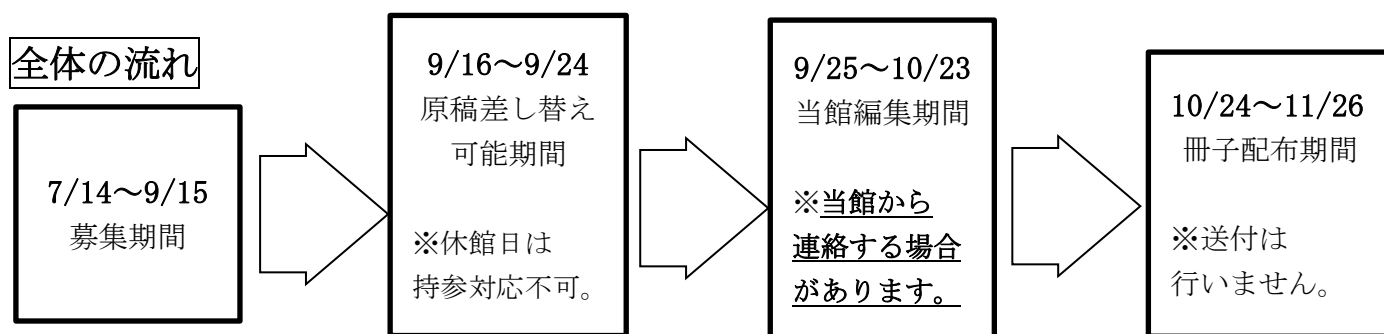 全体の流れ
7/14～9/15
募集期間
9/16～9/24
原稿差し替え
可能期間
※休館日は
持参対応不可。
9/25～10/23
当館編集期間
※当館から
連絡する場合
があります。
10/24～11/26
冊子配布期間
※送付は
行いません。